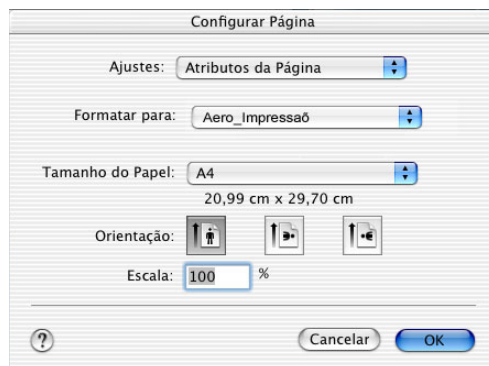 Configurar Página
Ajustes: Atributos da Página
Formatar para: Aero_Impressaõ
Tamanho do Papel: A4
20,99 cm x 29,70 cm
Orientação:
Escala: 100 %
? Cancelar OK